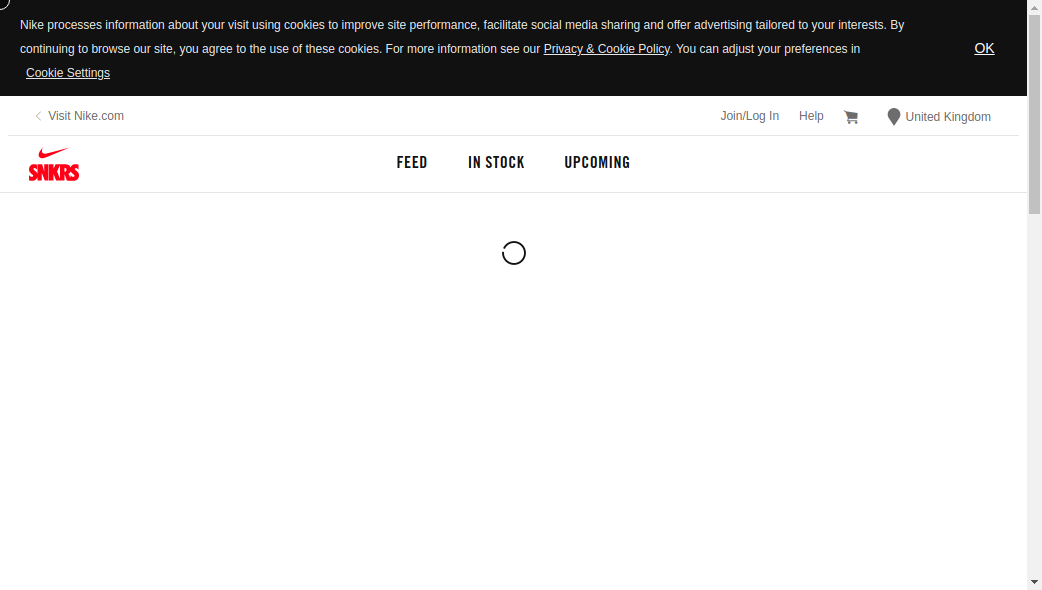 Nike processes information about your visit using cookies to improve site performance, facilitate social media sharing and offer advertising tailored to your interests. By
continuing to browse our site, you agree to the use of these cookies. For more information see our Privacy & Cookie Policy. You can adjust your preferences in
Cookie Settings
OK
Visit Nike.com
Join/Log In Help United Kingdom
SNKRS
FEED IN STOCK UPCOMING